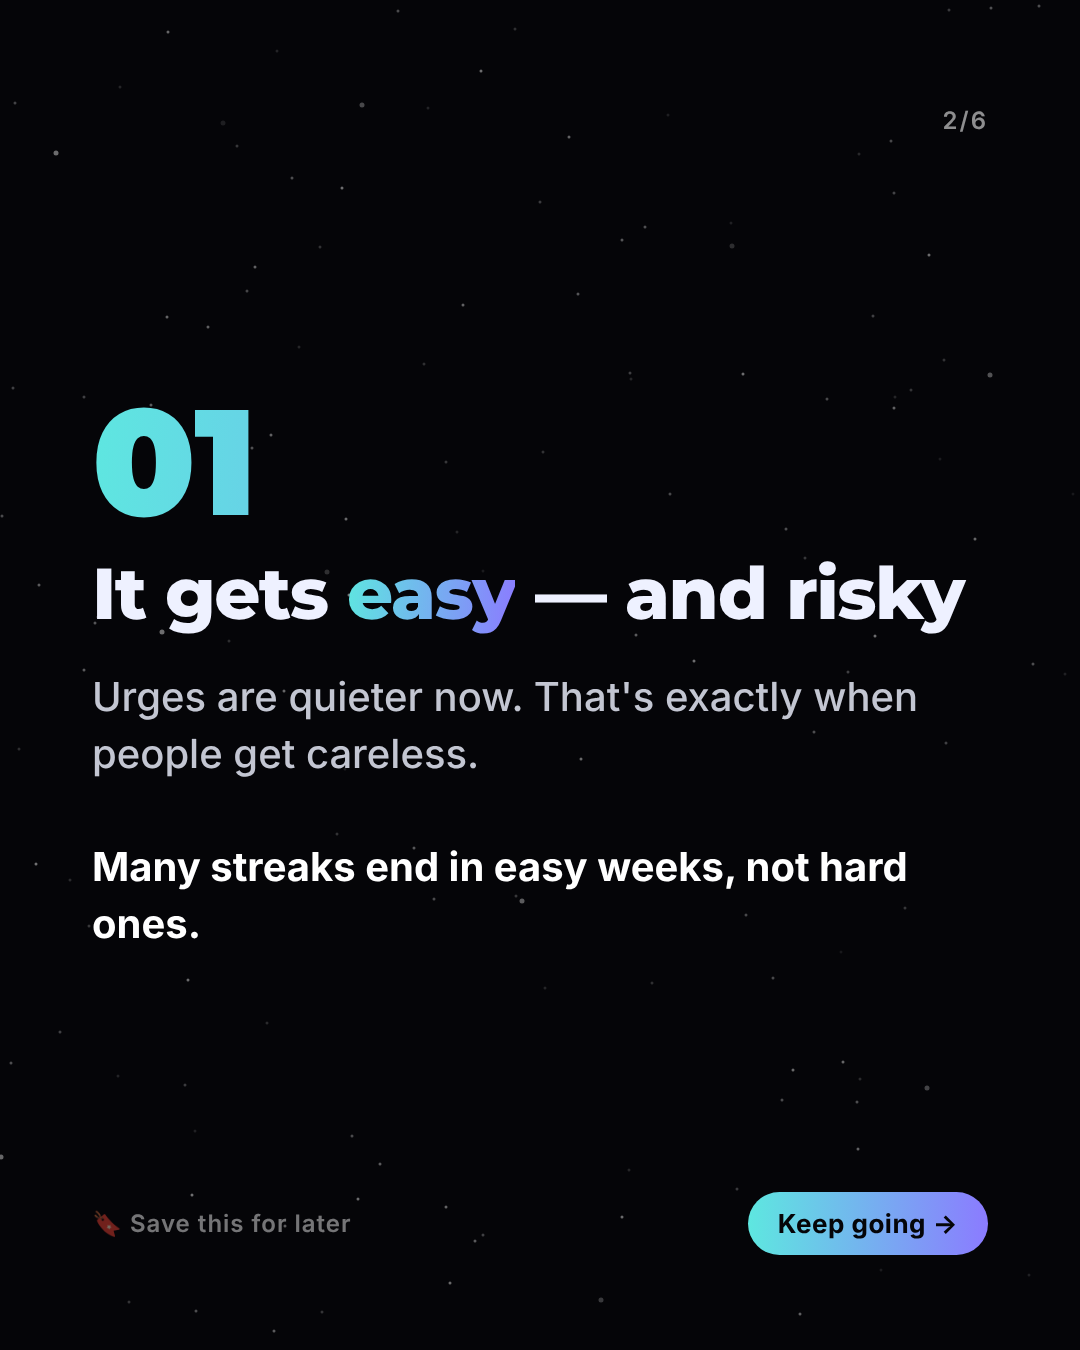 2/6
01
It gets easy — and risky
Urges are quieter now. That's exactly when
people get careless.
Many streaks end in easy weeks, not hard
ones.
🔖 Save this for later
Keep going →